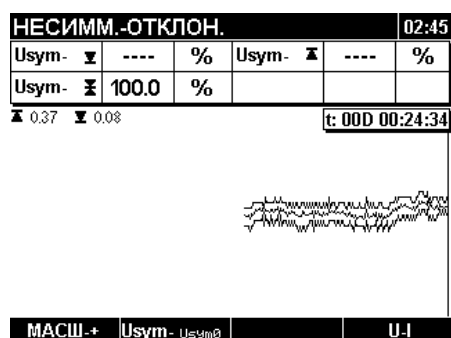 НЕСИММ.-ОТКЛОН. 02:45
Usym- ---- % Usym- ---- %
Usym- 100.0 %
0.37 0.08 t: 00D 00:24:34
МАСШ-+ Usym- Usym0 U-I